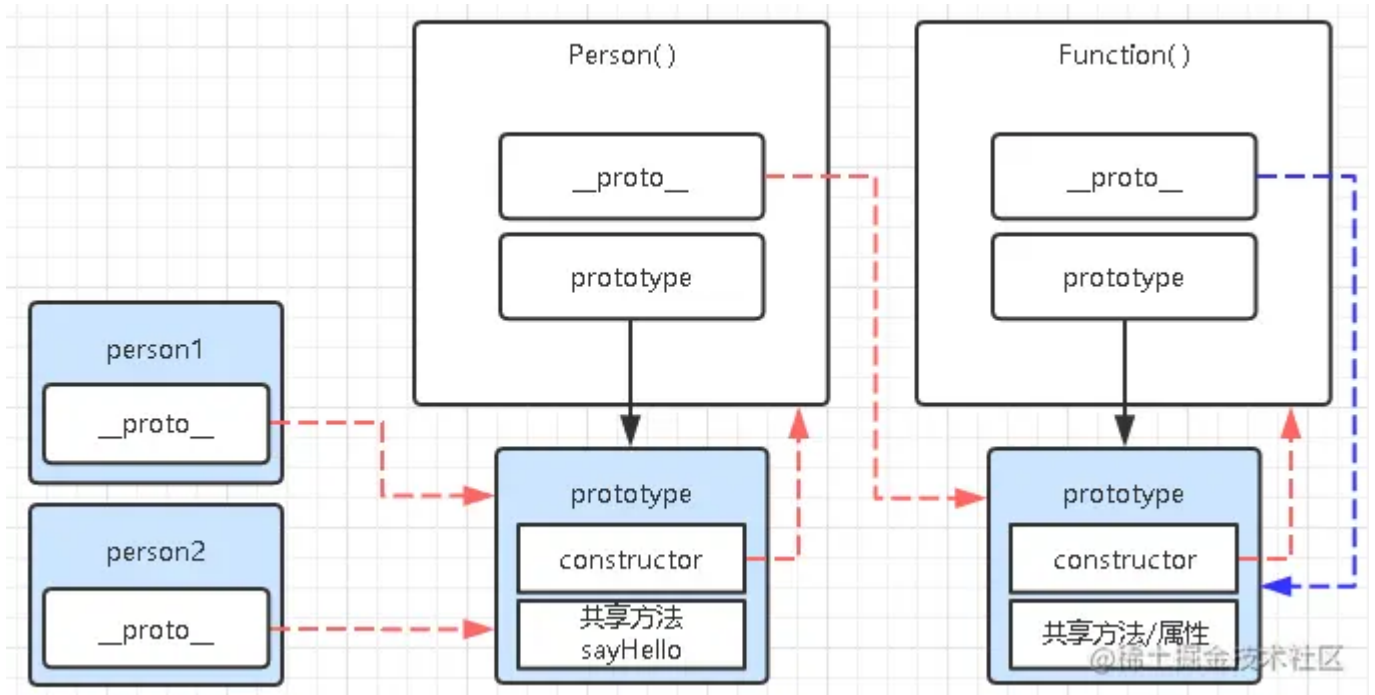 Person( )
__proto__
prototype
Function( )
__proto__
prototype
person1
__proto__
person2
__proto__
prototype
constructor
共享方法
sayHello
prototype
constructor
共享方法/属性
@稀土掘金技术社区